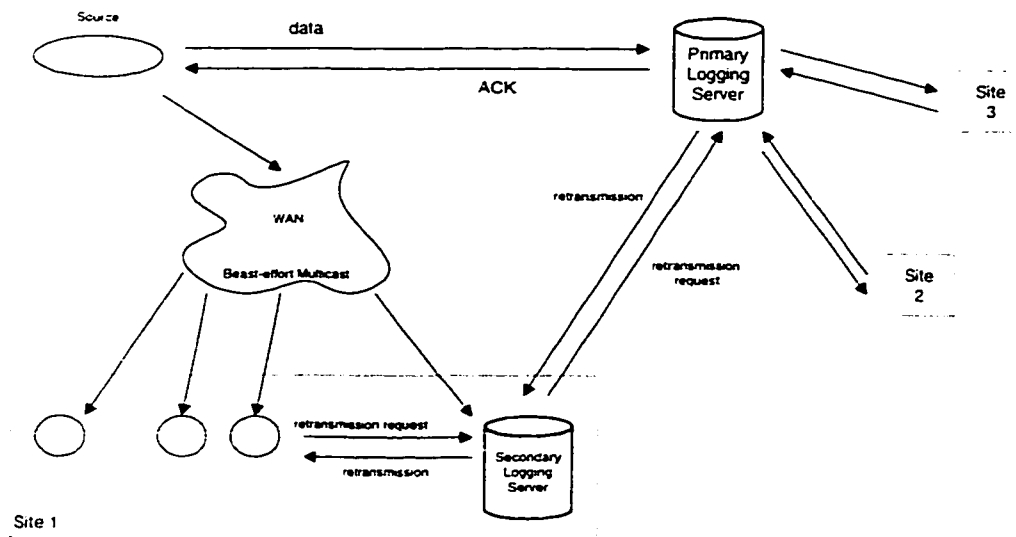 Source
data
ACK
Primary
Logging
Server
Site
3
WAN
Beast-effort Multicast
retransmission
retransmission
request
Site
2
retransmission request
retransmission
Secondary
Logging
Server
Site 1